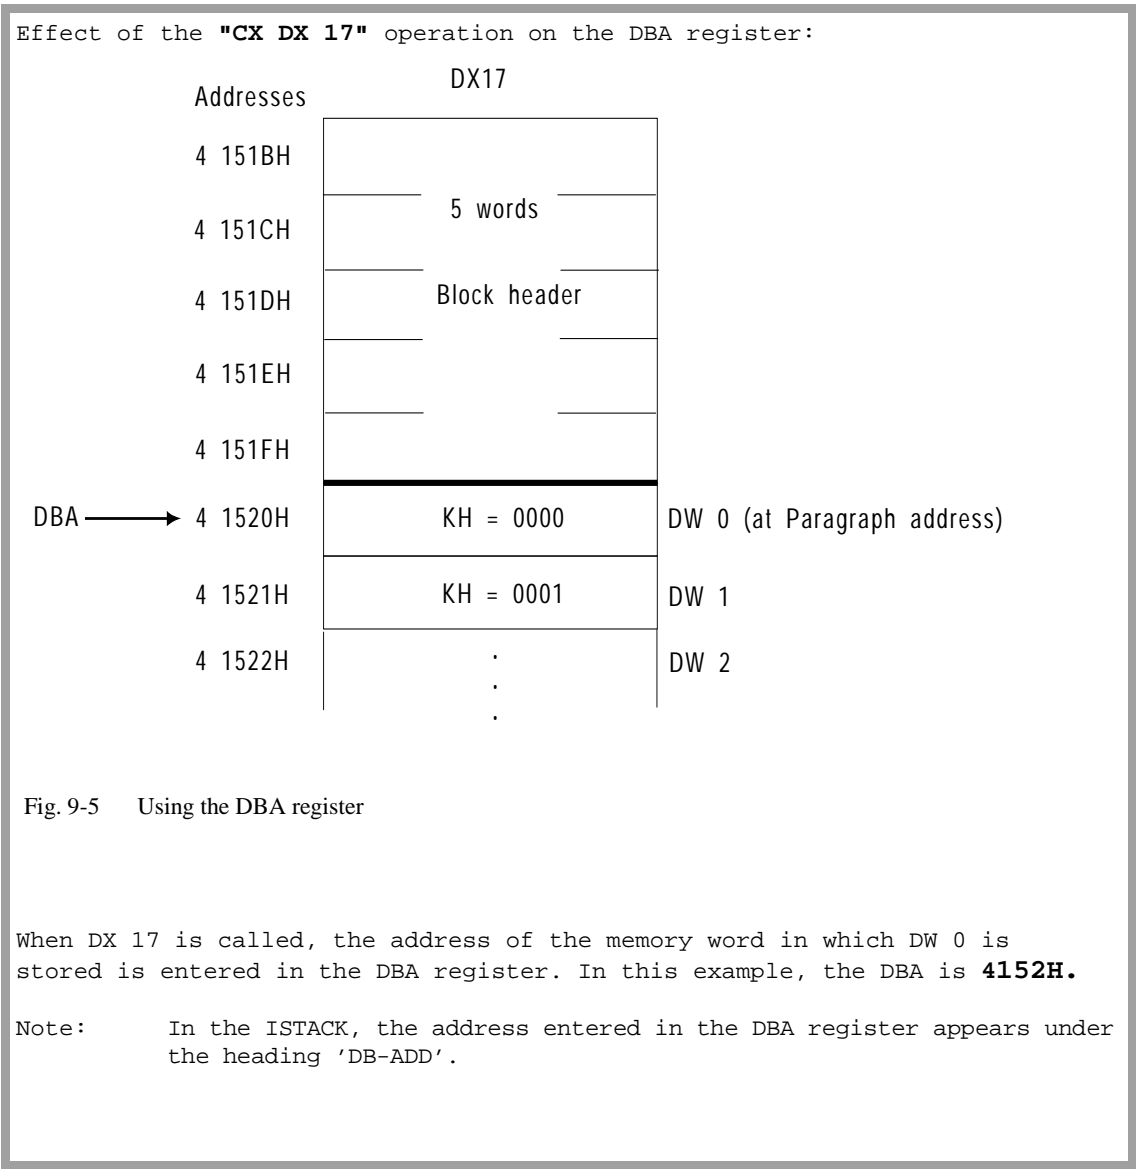 Effect of the "CX DX 17" operation on the DBA register:
DX17
Addresses
4 151BH
5 words
4 151CH
4 151DH
Block header
4 151EH
4 151FH
DBA 4 1520H KH = 0000 DW 0 (at Paragraph address)
4 1521H KH = 0001 DW 1
4 1522H . DW 2
.
.
Fig. 9-5 Using the DBA register
When DX 17 is called, the address of the memory word in which DW 0 is
stored is entered in the DBA register. In this example, the DBA is 4152H.
Note: In the ISTACK, the address entered in the DBA register appears under
the heading ’DB-ADD’.